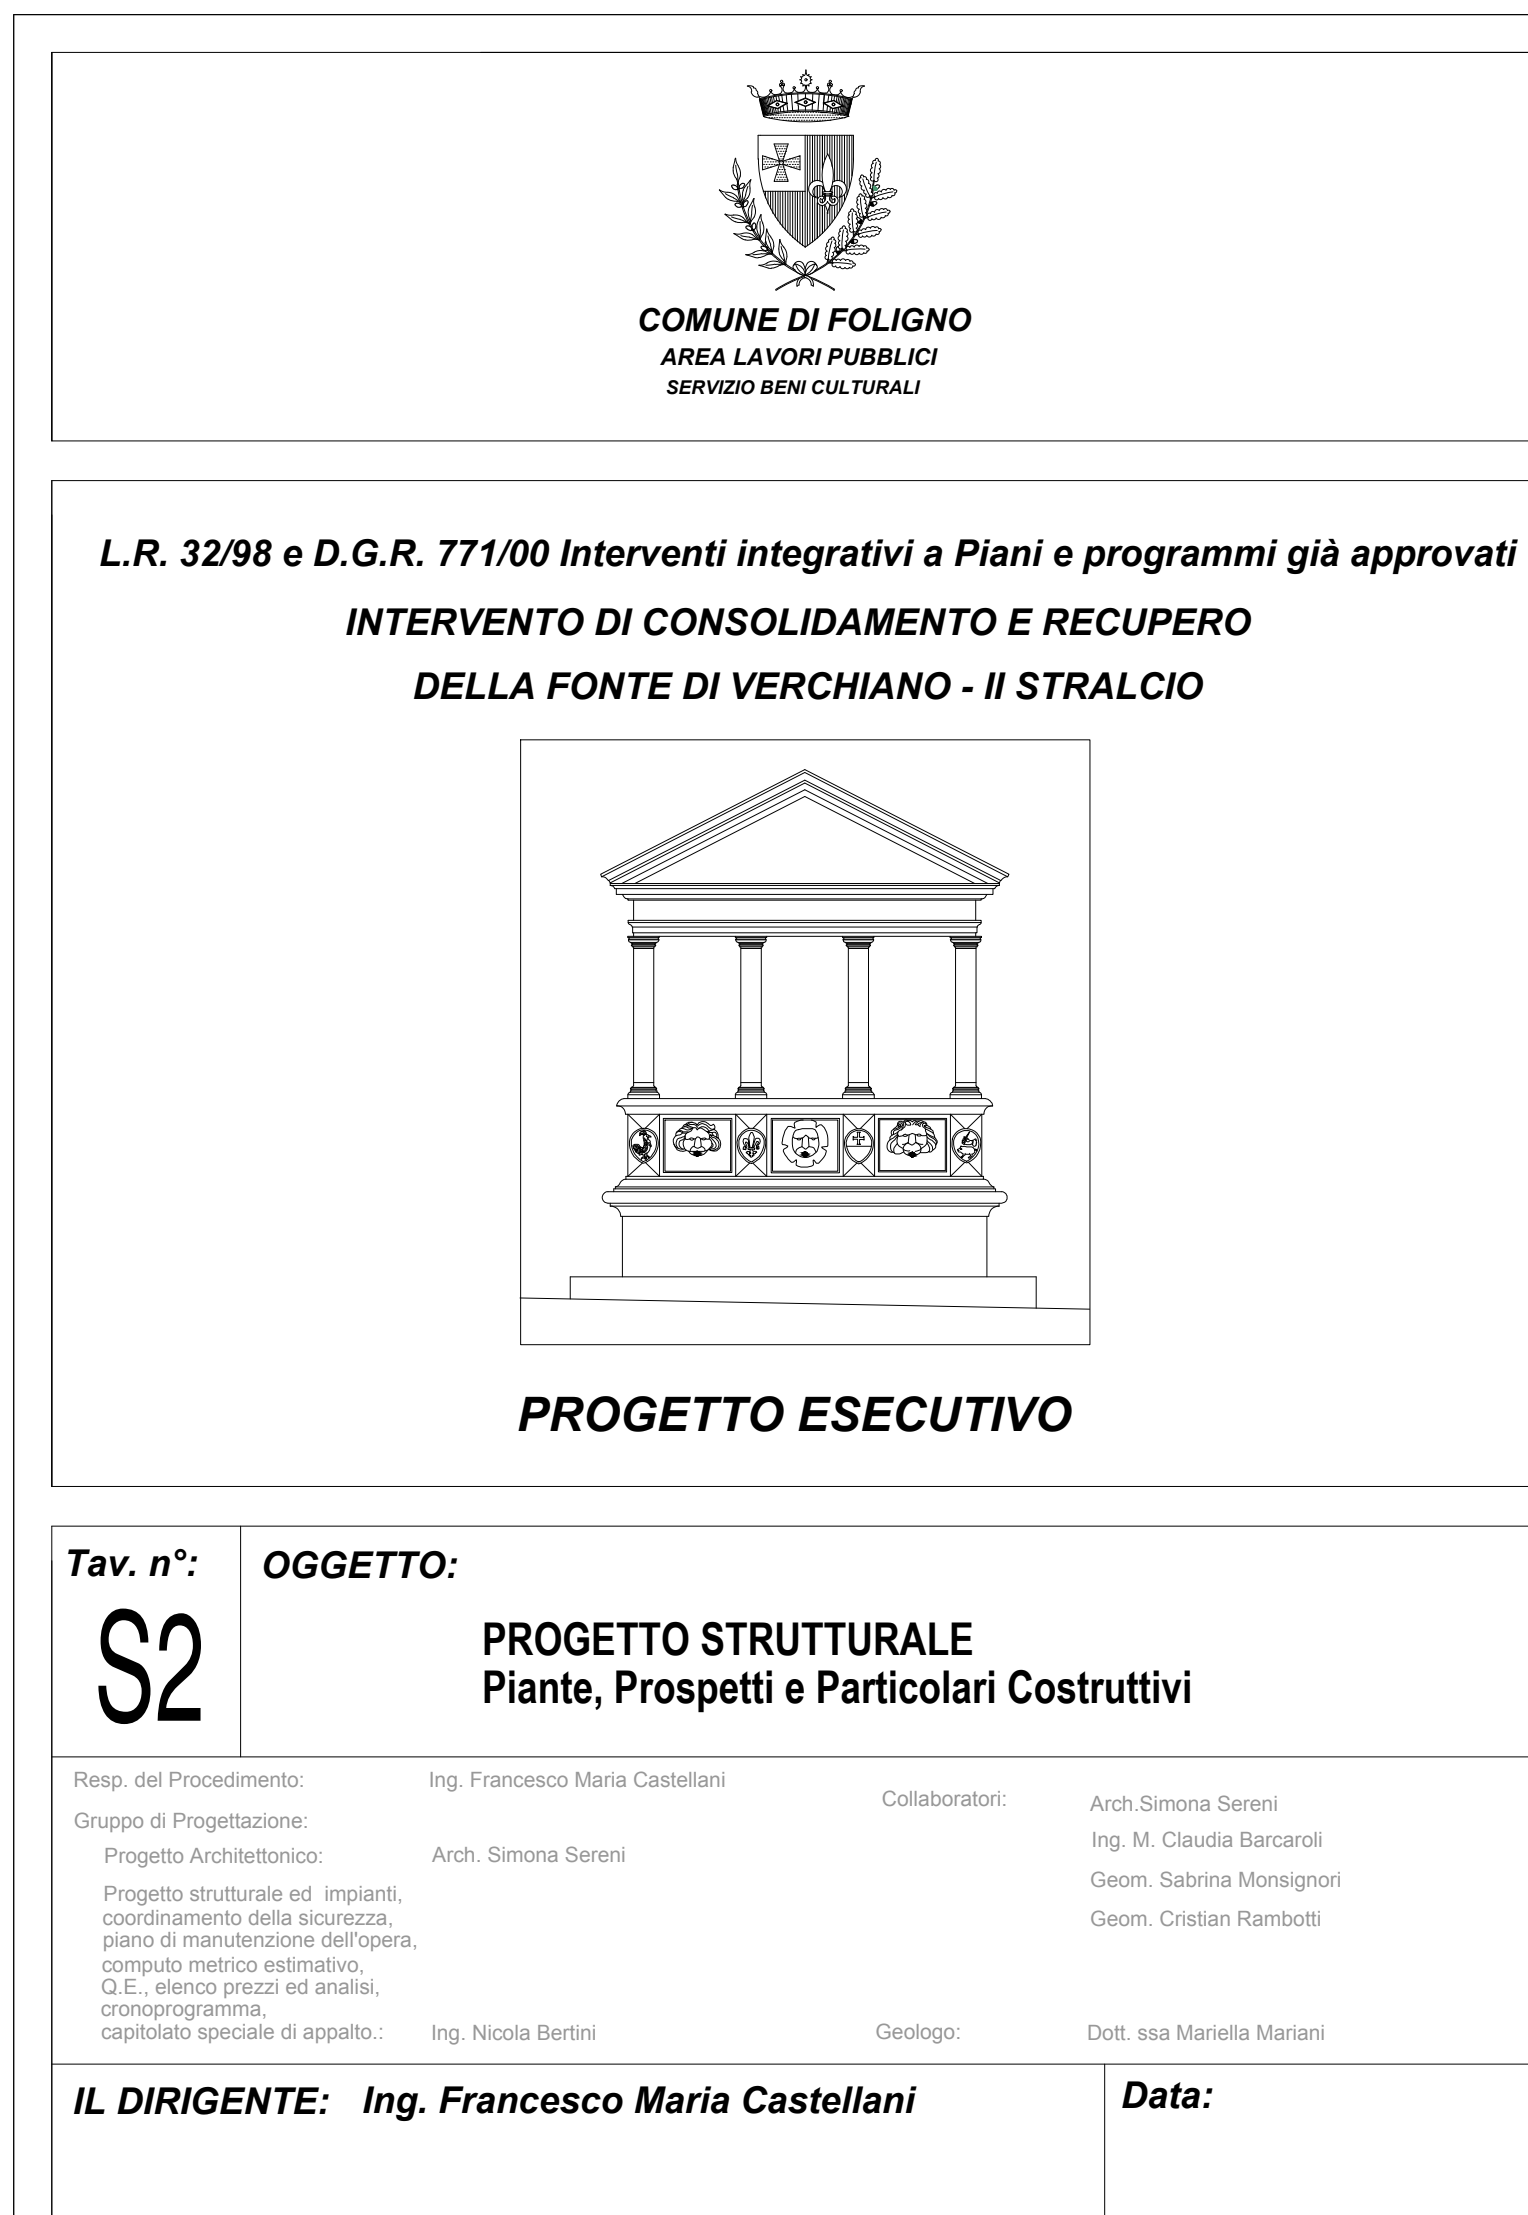 COMUNE DI FOLIGNO
AREA LAVORI PUBBLICI
SERVIZIO BENI CULTURALI
L.R. 32/98 e D.G.R. 771/00 Interventi integrativi a Piani e programmi già approvati
INTERVENTO DI CONSOLIDAMENTO E RECUPERO
DELLA FONTE DI VERCHIANO - II STRALCIO
PROGETTO ESECUTIVO
Tav. n°:
S2
OGGETTO:
PROGETTO STRUTTURALE
Piante, Prospetti e Particolari Costruttivi
Resp. del Procedimento: Ing. Francesco Maria Castellani
Gruppo di Progettazione:
Progetto Architettonico: Arch. Simona Sereni
Progetto strutturale ed impianti,
coordinamento della sicurezza,
piano di manutenzione dell'opera,
computo metrico estimativo,
Q.E., elenco prezzi ed analisi,
cronoprogramma,
capitolato speciale di appalto.: Ing. Nicola Bertini
Collaboratori: Arch.Simona Sereni
Ing. M. Claudia Barcaroli
Geom. Sabrina Monsignori
Geom. Cristian Rambotti
Geologo: Dott. ssa Mariella Mariani
IL DIRIGENTE: Ing. Francesco Maria Castellani
Data: